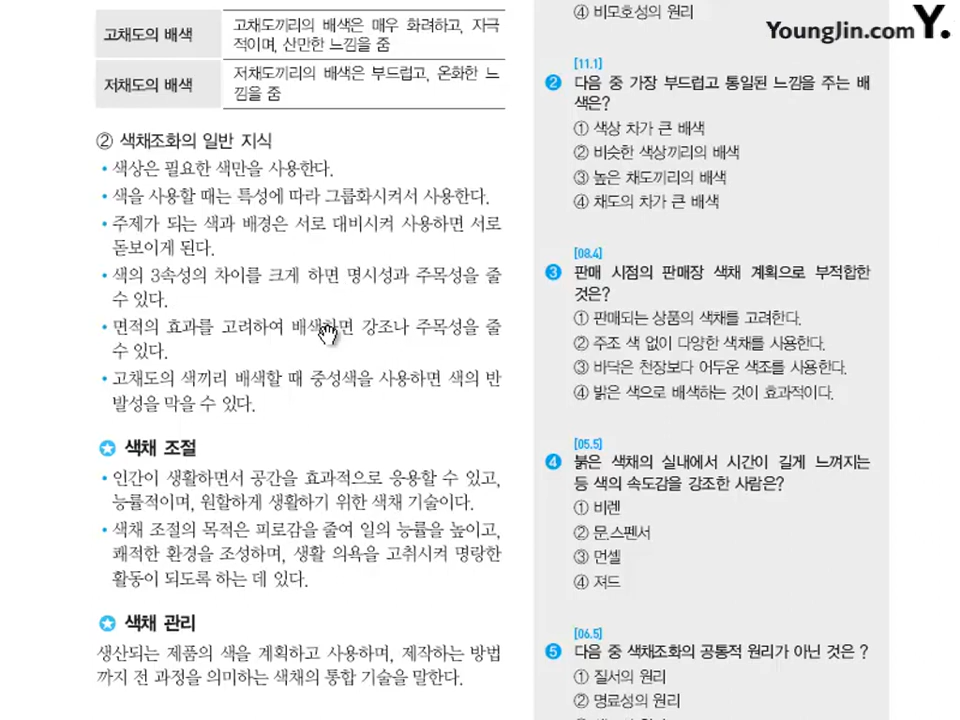 고채도의 배색
고채도끼리의 배색은 매우 화려하고, 자극
적이며, 산만한 느낌을 줌
저채도의 배색
저채도끼리의 배색은 부드럽고, 온화한 느
낌을 줌
② 색채조화의 일반 지식
• 색상은 필요한 색만을 사용한다.
• 색을 사용할 때는 특성에 따라 그룹화시켜서 사용한다.
• 주제가 되는 색과 배경은 서로 대비시켜 사용하면 서로
돋보이게 된다.
• 색의 3속성의 차이를 크게 하면 명시성과 주목성을 줄
수 있다.
• 면적의 효과를 고려하여 배색하면 강조나 주목성을 줄
수 있다.
• 고채도의 색끼리 배색할 때 중성색을 사용하면 색의 반
발성을 막을 수 있다.
색채 조절
• 인간이 생활하면서 공간을 효과적으로 응용할 수 있고,
능률적이며, 원할하게 생활하기 위한 색채 기술이다.
• 색채 조절의 목적은 피로감을 줄여 일의 능률을 높이고,
쾌적한 환경을 조성하며, 생활 의욕을 고취시켜 명랑한
활동이 되도록 하는 데 있다.
색채 관리
생산되는 제품의 색을 계획하고 사용하며, 제작하는 방법
까지 전 과정을 의미하는 색채의 통합 기술을 말한다.
④ 비모호성의 원리
YoungJin.com Y.
[11.1]
2 다음 중 가장 부드럽고 통일된 느낌을 주는 배
색은?
① 색상 차가 큰 배색
② 비슷한 색상끼리의 배색
③ 높은 채도끼리의 배색
④ 채도의 차가 큰 배색
[08.4]
3 판매 시점의 판매장 색채 계획으로 부적합한
것은?
① 판매되는 상품의 색채를 고려한다.
② 주조 색 없이 다양한 색채를 사용한다.
③ 바닥은 천장보다 어두운 색조를 사용한다.
④ 밝은 색으로 배색하는 것이 효과적이다.
[05.5]
4 붉은 색채의 실내에서 시간이 길게 느껴지는
등 색의 속도감을 강조한 사람은?
① 비렌
② 문.스펜서
③ 먼셀
④ 져드
[06.5]
5 다음 중 색채조화의 공통적 원리가 아닌 것은 ?
① 질서의 원리
② 명료성의 원리